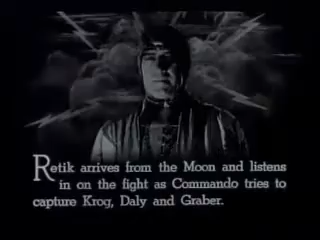 Retik arrives from the Moon and listens
in on the fight as Commando tries to
capture Krog, Daly and Graber.